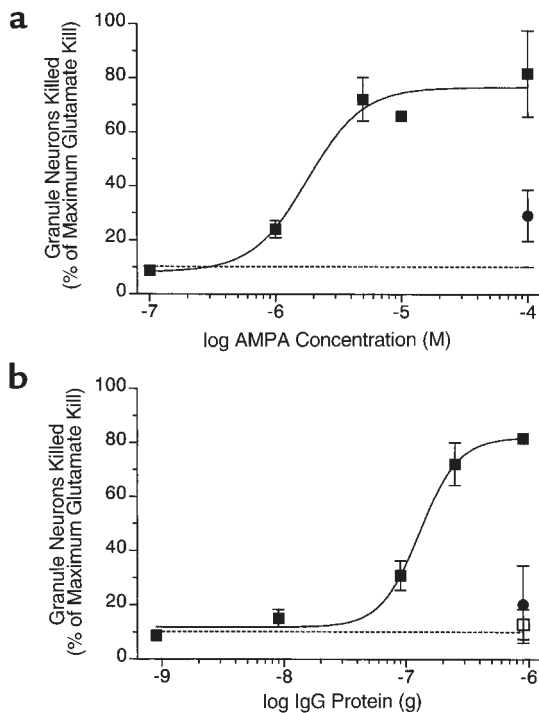 a
Granule Neurons Killed
(% of Maximum Glutamate Kill)
100
80
60
40
20
0
-7
-6
-5
-4
log AMPA Concentration (M)
b
Granule Neurons Killed
(% of Maximum Glutamate Kill)
100
80
60
40
20
0
-9
-8
-7
-6
log IgG Protein (g)